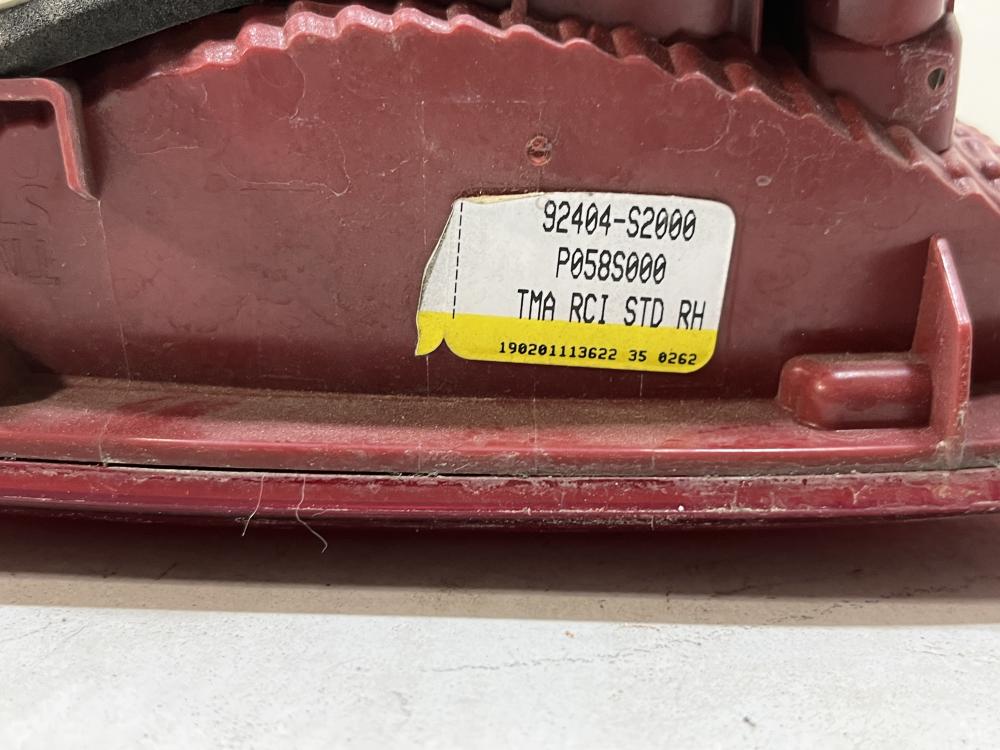 92404-S2000
P058S000
TMA RCI STD RH
190201113622 35 0262